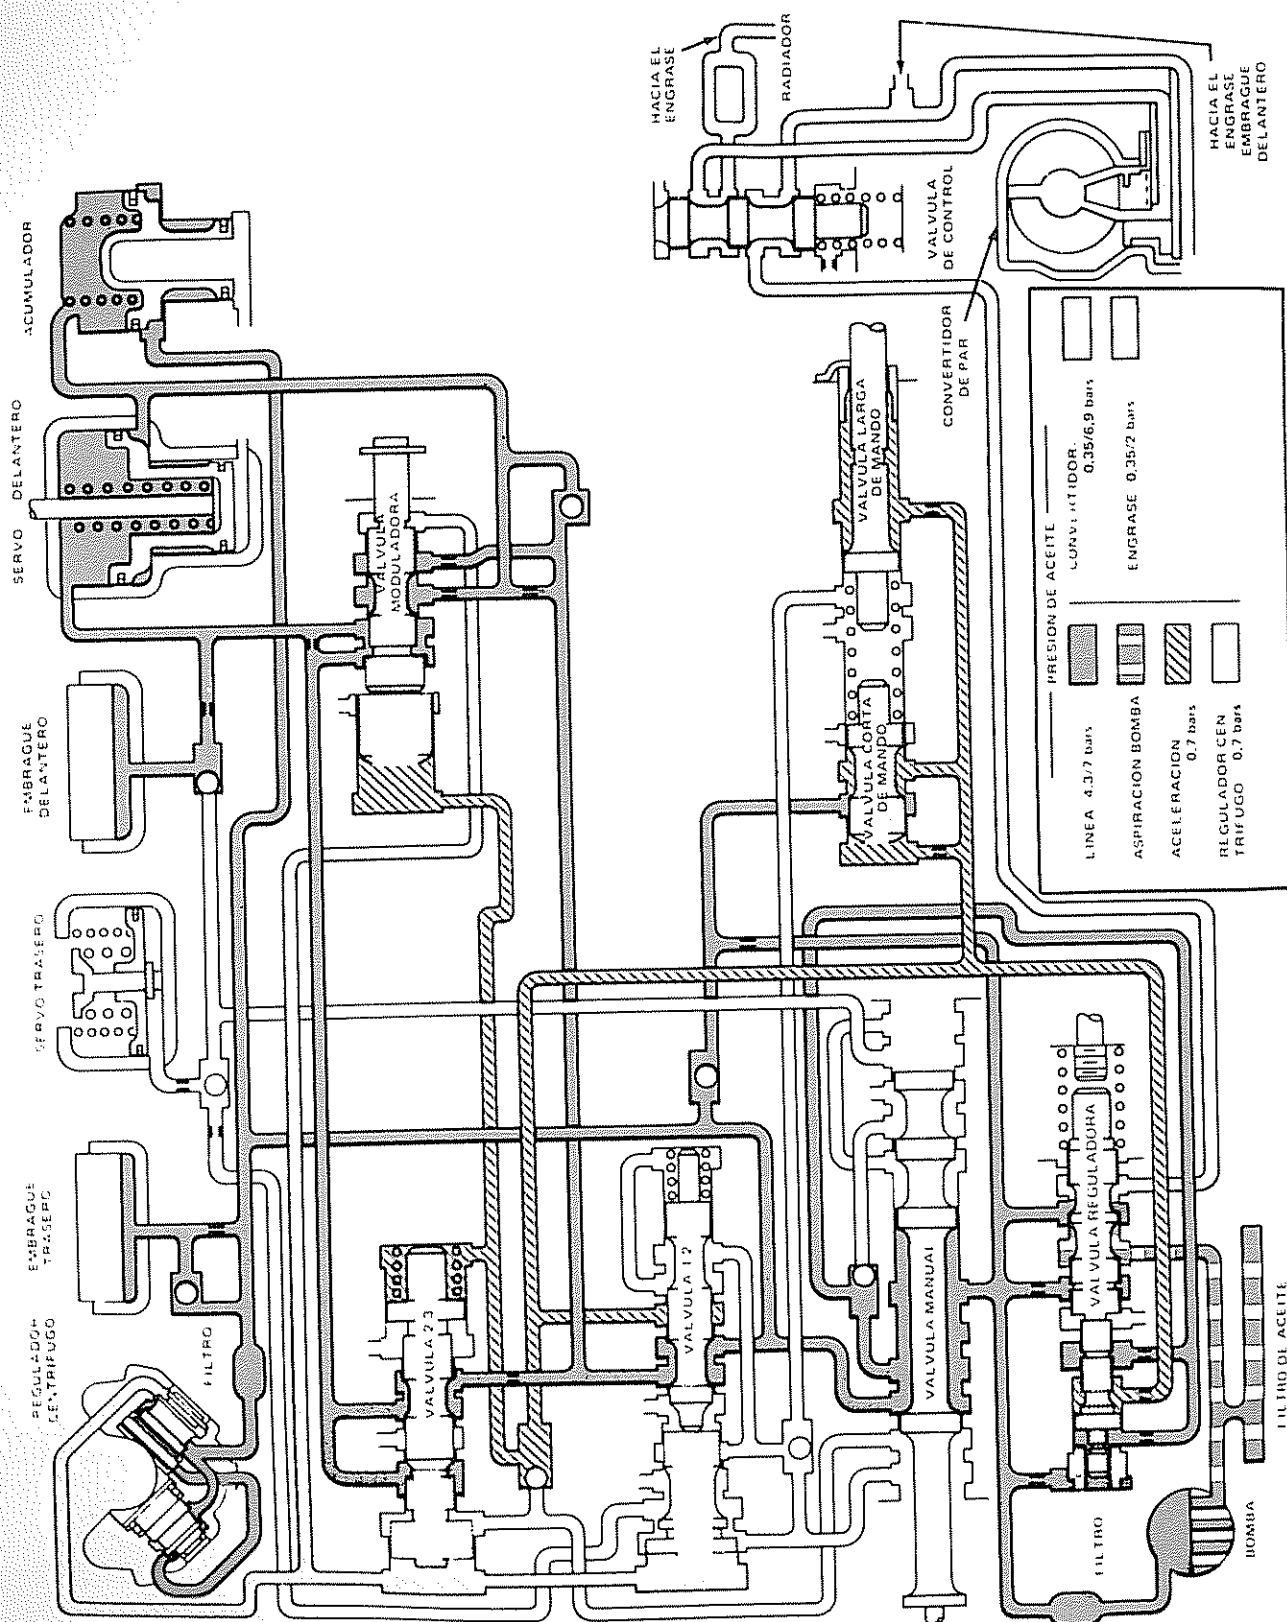 REGULADOR
CENTRIFUGO
EMBRAGUE
TRASERO
SERVO TRASERO
EMBRAGUE
DELANTERO
SERVO DELANTERO
ACUMULADOR
FILTRO
VALVULA 2 3
VALVULA
MODULADORA
HACIA EL
ENGRASE
RADIADOR
VALVULA 1 2
VALVULA CORTA
DE MANDO
VALVULA LARGA
DE MANDO
VALVULA
DE CONTROL
CONVERTIDOR
DE PAR
HACIA EL
ENGRASE
EMBRAGUE
DELANTERO
VALVULA MANUAL
FILTRO
VALVULA REGULADORA
BOMBA
FILTRO DE ACEITE
PRESION DE ACEITE
LINEA 4.3/7 bars
ASPIRACION BOMBA
ACELERACION
0.7 bars
REGULADOR CEN
TRIFUGO 0.7 bars
CONVERTIDOR.
0,35/6,9 bars
ENGRASE 0,35/2 bars